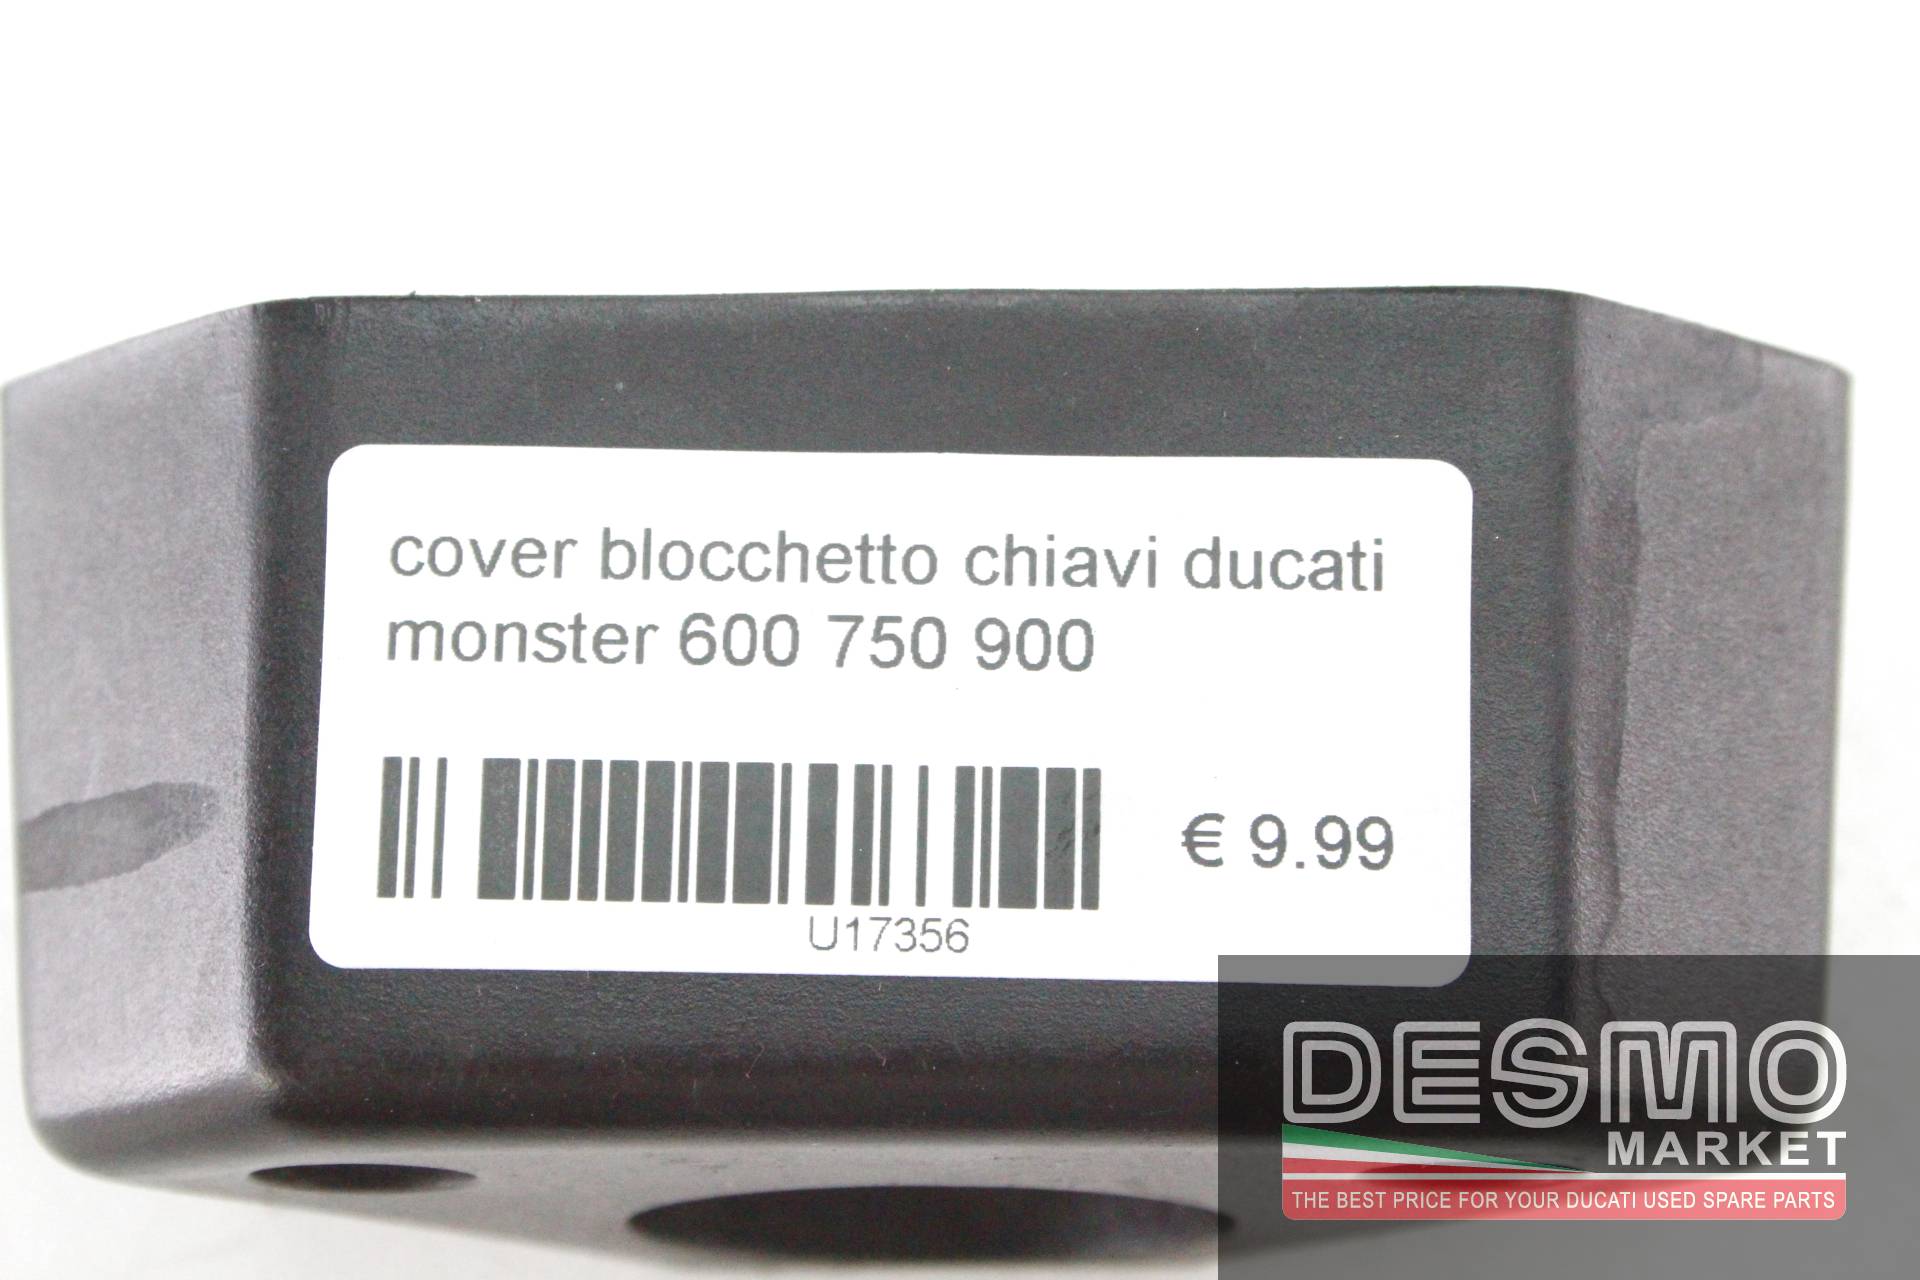 cover blocchetto chiavi ducati
monster 600 750 900
€ 9.99
U17356
DESMO
MARKET
THE BEST PRICE FOR YOUR DUCATI USED SPARE PARTS